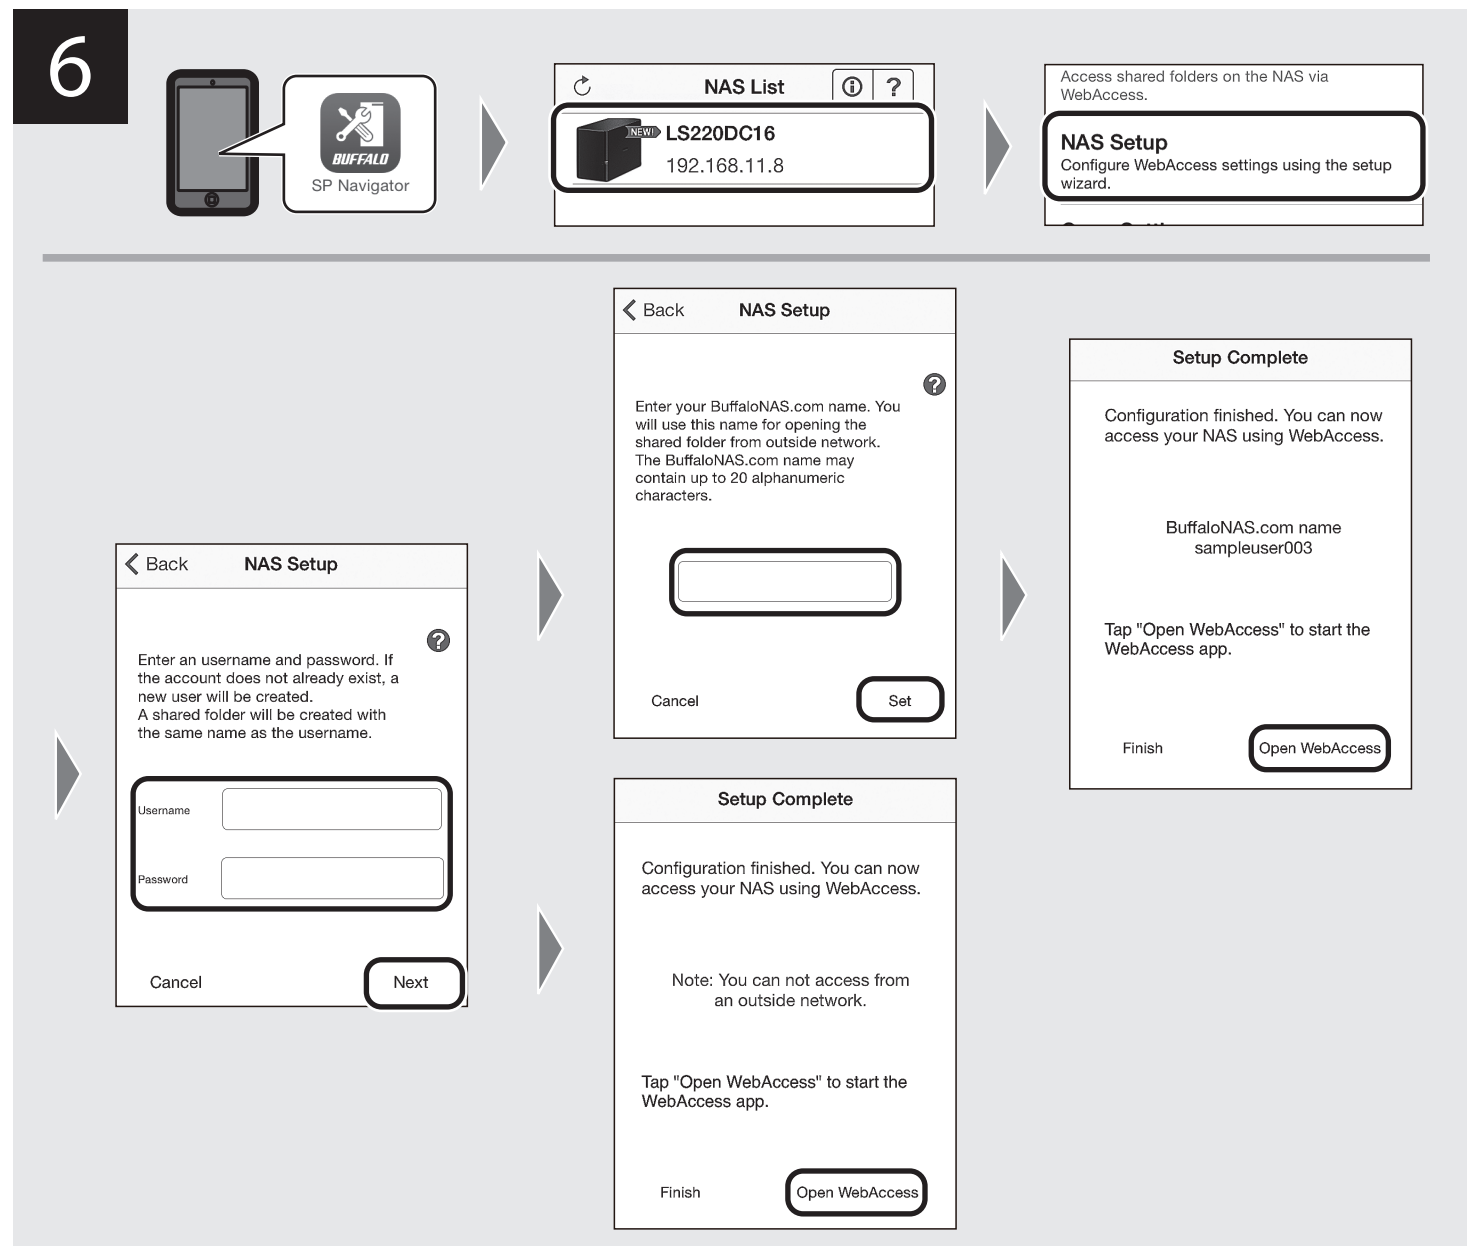 6
BUFFALO
SP Navigator
NAS List
?
NEW!
LS220DC16
192.168.11.8
Access shared folders on the NAS via
WebAccess.
NAS Setup
Configure WebAccess settings using the setup
wizard.
Back
NAS Setup
?
Enter an username and password. If
the account does not already exist, a
new user will be created.
A shared folder will be created with
the same name as the username.
Username
Password
Cancel
Next
Back
NAS Setup
?
Enter your BuffaloNAS.com name. You
will use this name for opening the
shared folder from outside network.
The BuffaloNAS.com name may
contain up to 20 alphanumeric
characters.
Cancel
Set
Setup Complete
Configuration finished. You can now
access your NAS using WebAccess.
BuffaloNAS.com name
sampleuser003
Tap "Open WebAccess" to start the
WebAccess app.
Finish
Open WebAccess
Setup Complete
Configuration finished. You can now
access your NAS using WebAccess.
Note: You can not access from
an outside network.
Tap "Open WebAccess" to start the
WebAccess app.
Finish
Open WebAccess